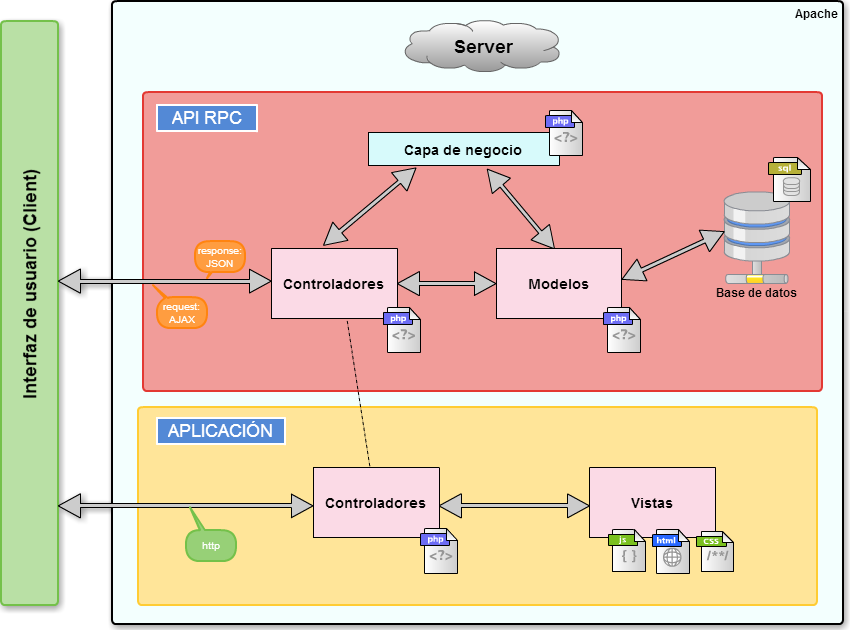 Apache
Server
API RPC
php
<?>
Capa de negocio
sql
Interfaz de usuario (Client)
response:
JSON
request:
AJAX
Controladores
php
<?>
Modelos
php
<?>
Base de datos
APLICACIÓN
http
Controladores
php
<?>
Vistas
js
{ }
html
css
/**/